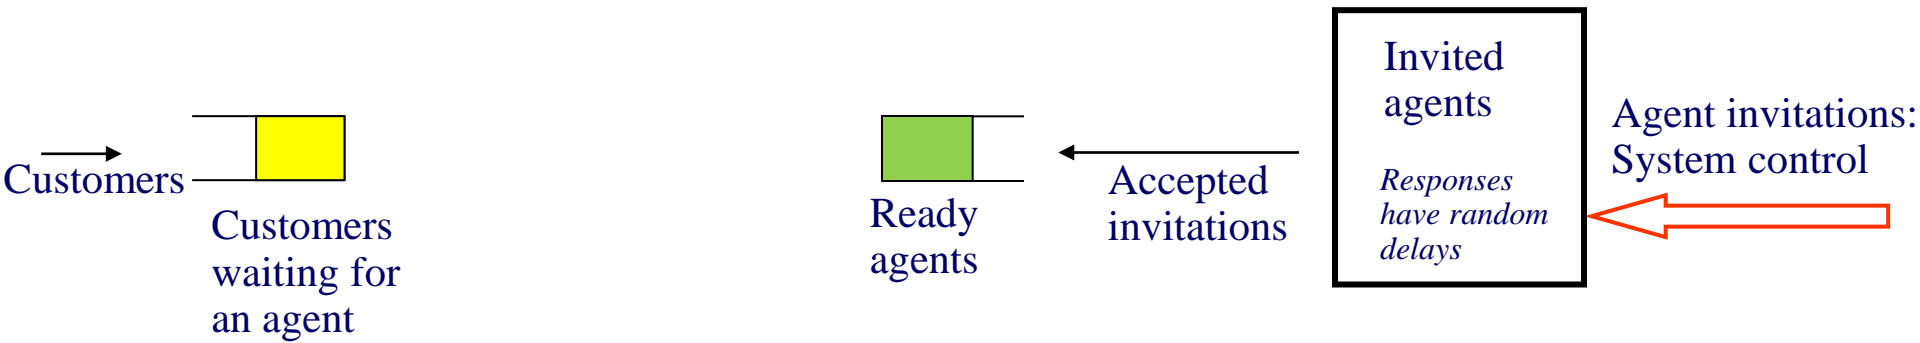 Customers
Customers
waiting for
an agent
Ready
agents
Accepted
invitations
Invited
agents
Responses
have random
delays
Agent invitations:
System control